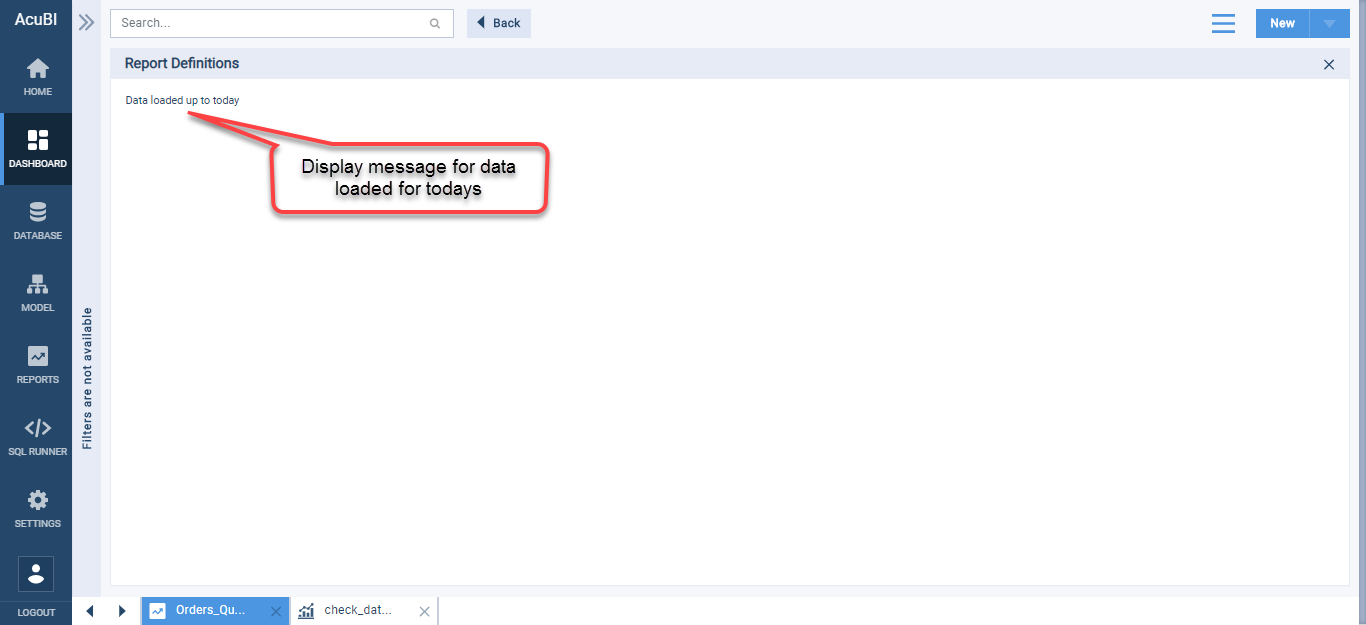 AcuBI
Search...
Back
New
Report Definitions
HOME
Data loaded up to today
DASHBOARD
Display message for data
loaded for todays
DATABASE
MODEL
Filters are not available
REPORTS
SQL RUNNER
SETTINGS
LOGOUT
Orders_Qu...
check_dat...